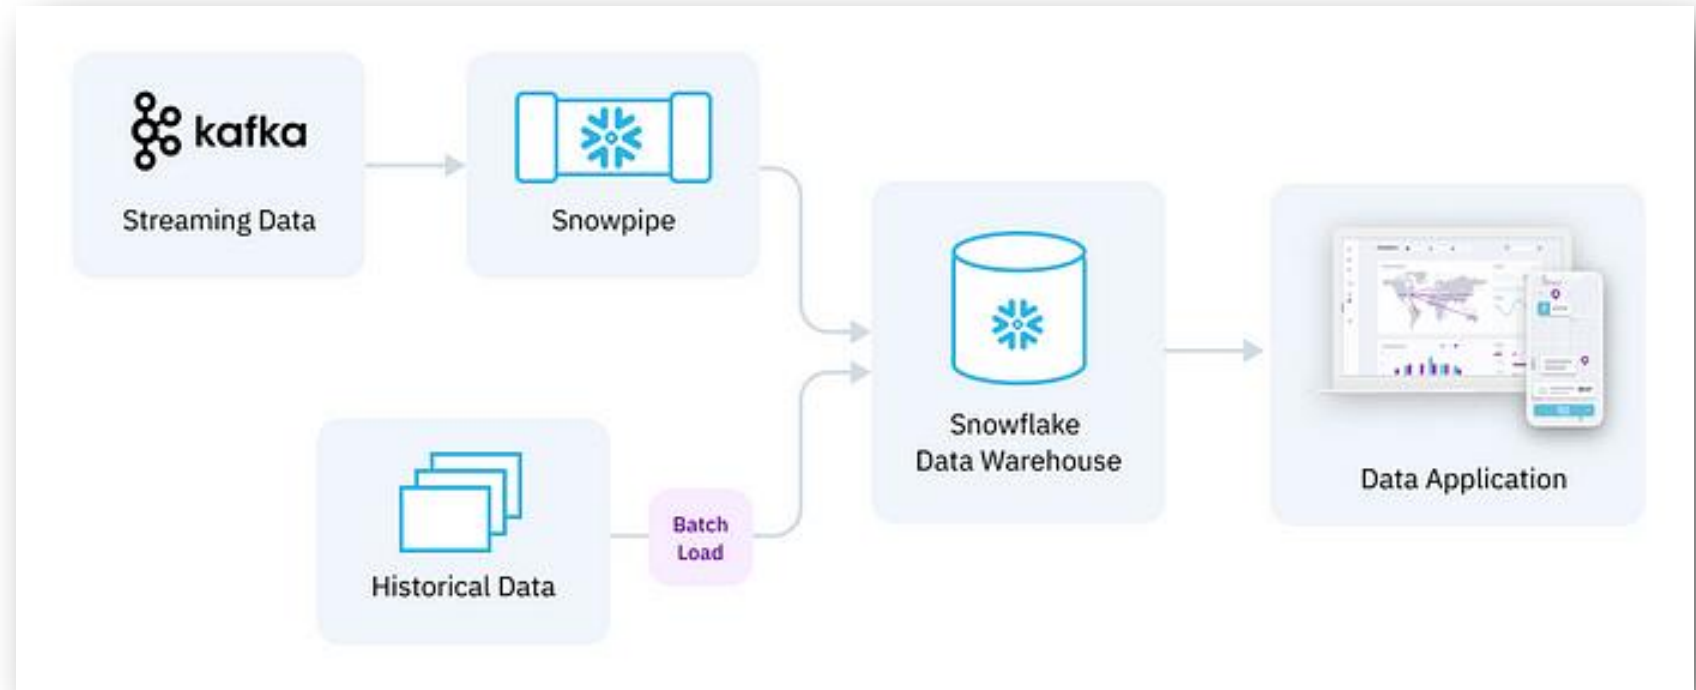 kafka
Streaming Data
Snowpipe
Historical Data
Batch
Load
Snowflake
Data Warehouse
Data Application